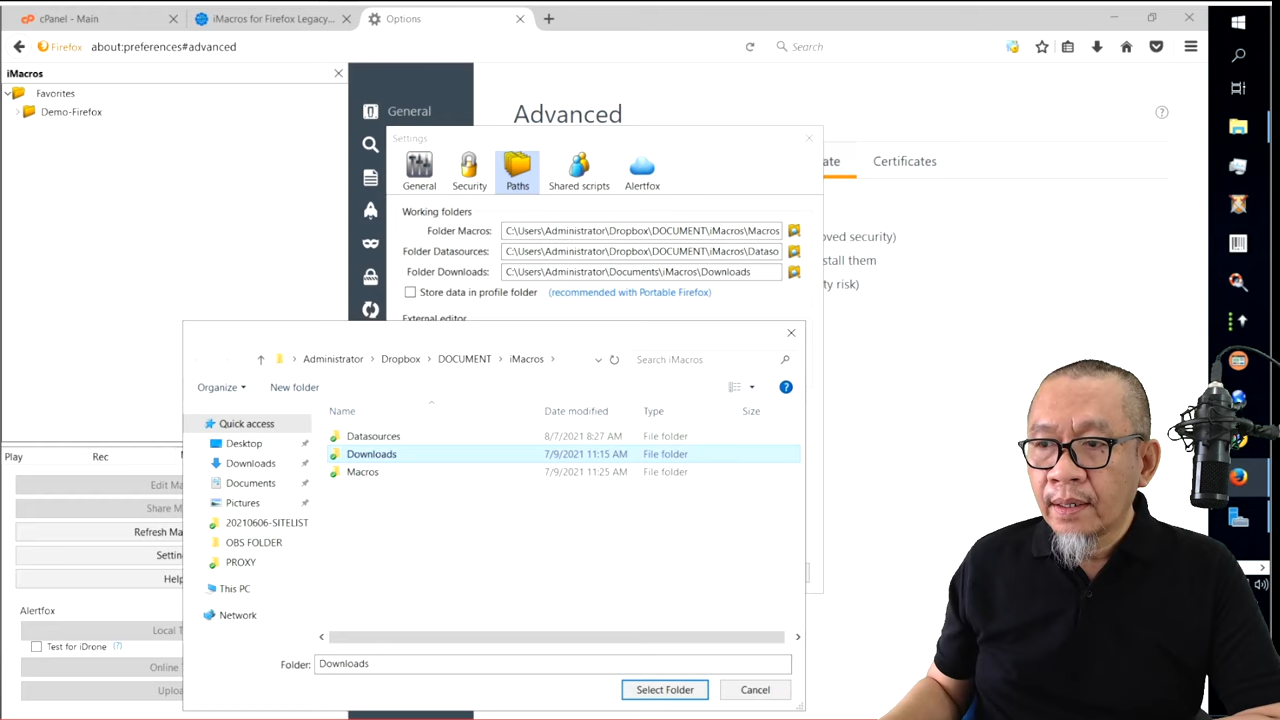 cPanel - Main
iMacros for Firefox Legacy...
Options
Firefox
about:preferences#advanced
Search
iMacros
Favorites
Demo-Firefox
General
Advanced
Certificates
Settings
General
Security
Paths
Shared scripts
Alertfox
Working folders
Folder Macros: C:\Users\Administrator\Dropbox\DOCUMENT\iMacros\Macros
Folder Datasources: C:\Users\Administrator\Dropbox\DOCUMENT\iMacros\Dataso
Folder Downloads: C:\Users\Administrator\Documents\iMacros\Downloads
Store data in profile folder (recommended with Portable Firefox)
External editor
oved security)
stall them
ty risk)
Administrator > Dropbox > DOCUMENT > iMacros >
Search iMacros
Organize
New folder
Name Date modified Type Size
Datasources 8/7/2021 8:27 AM File folder
Downloads 7/9/2021 11:15 AM File folder
Macros 7/9/2021 11:25 AM File folder
Quick access
Desktop
Downloads
Documents
Pictures
20210606-SITELIST
OBS FOLDER
PROXY
This PC
Network
Folder: Downloads
Select Folder
Cancel
Play
Rec
Edit Ma
Share M
Refresh Ma
Settin
Help
Alertfox
Local T
Test for iDrone (?)
Online
Uploa